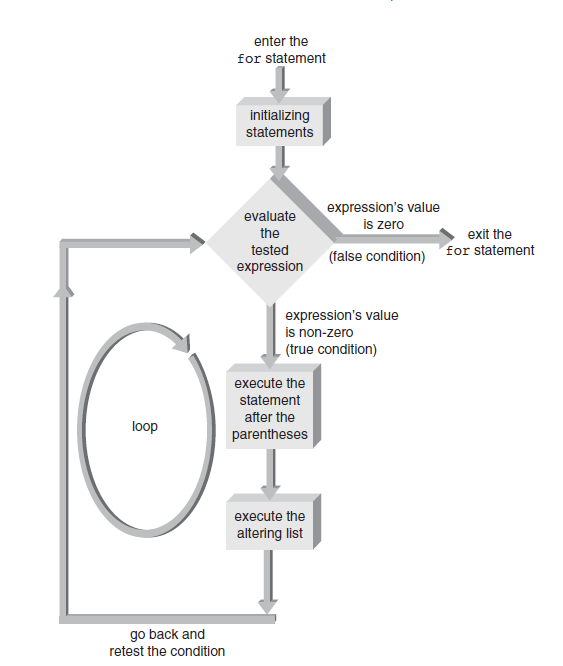 enter the
for statement
initializing
statements
evaluate
the
tested
expression
expression's value
is zero
(false condition)
exit the
for statement
expression's value
is non-zero
(true condition)
execute the
statement
after the
parentheses
loop
execute the
altering list
go back and
retest the condition